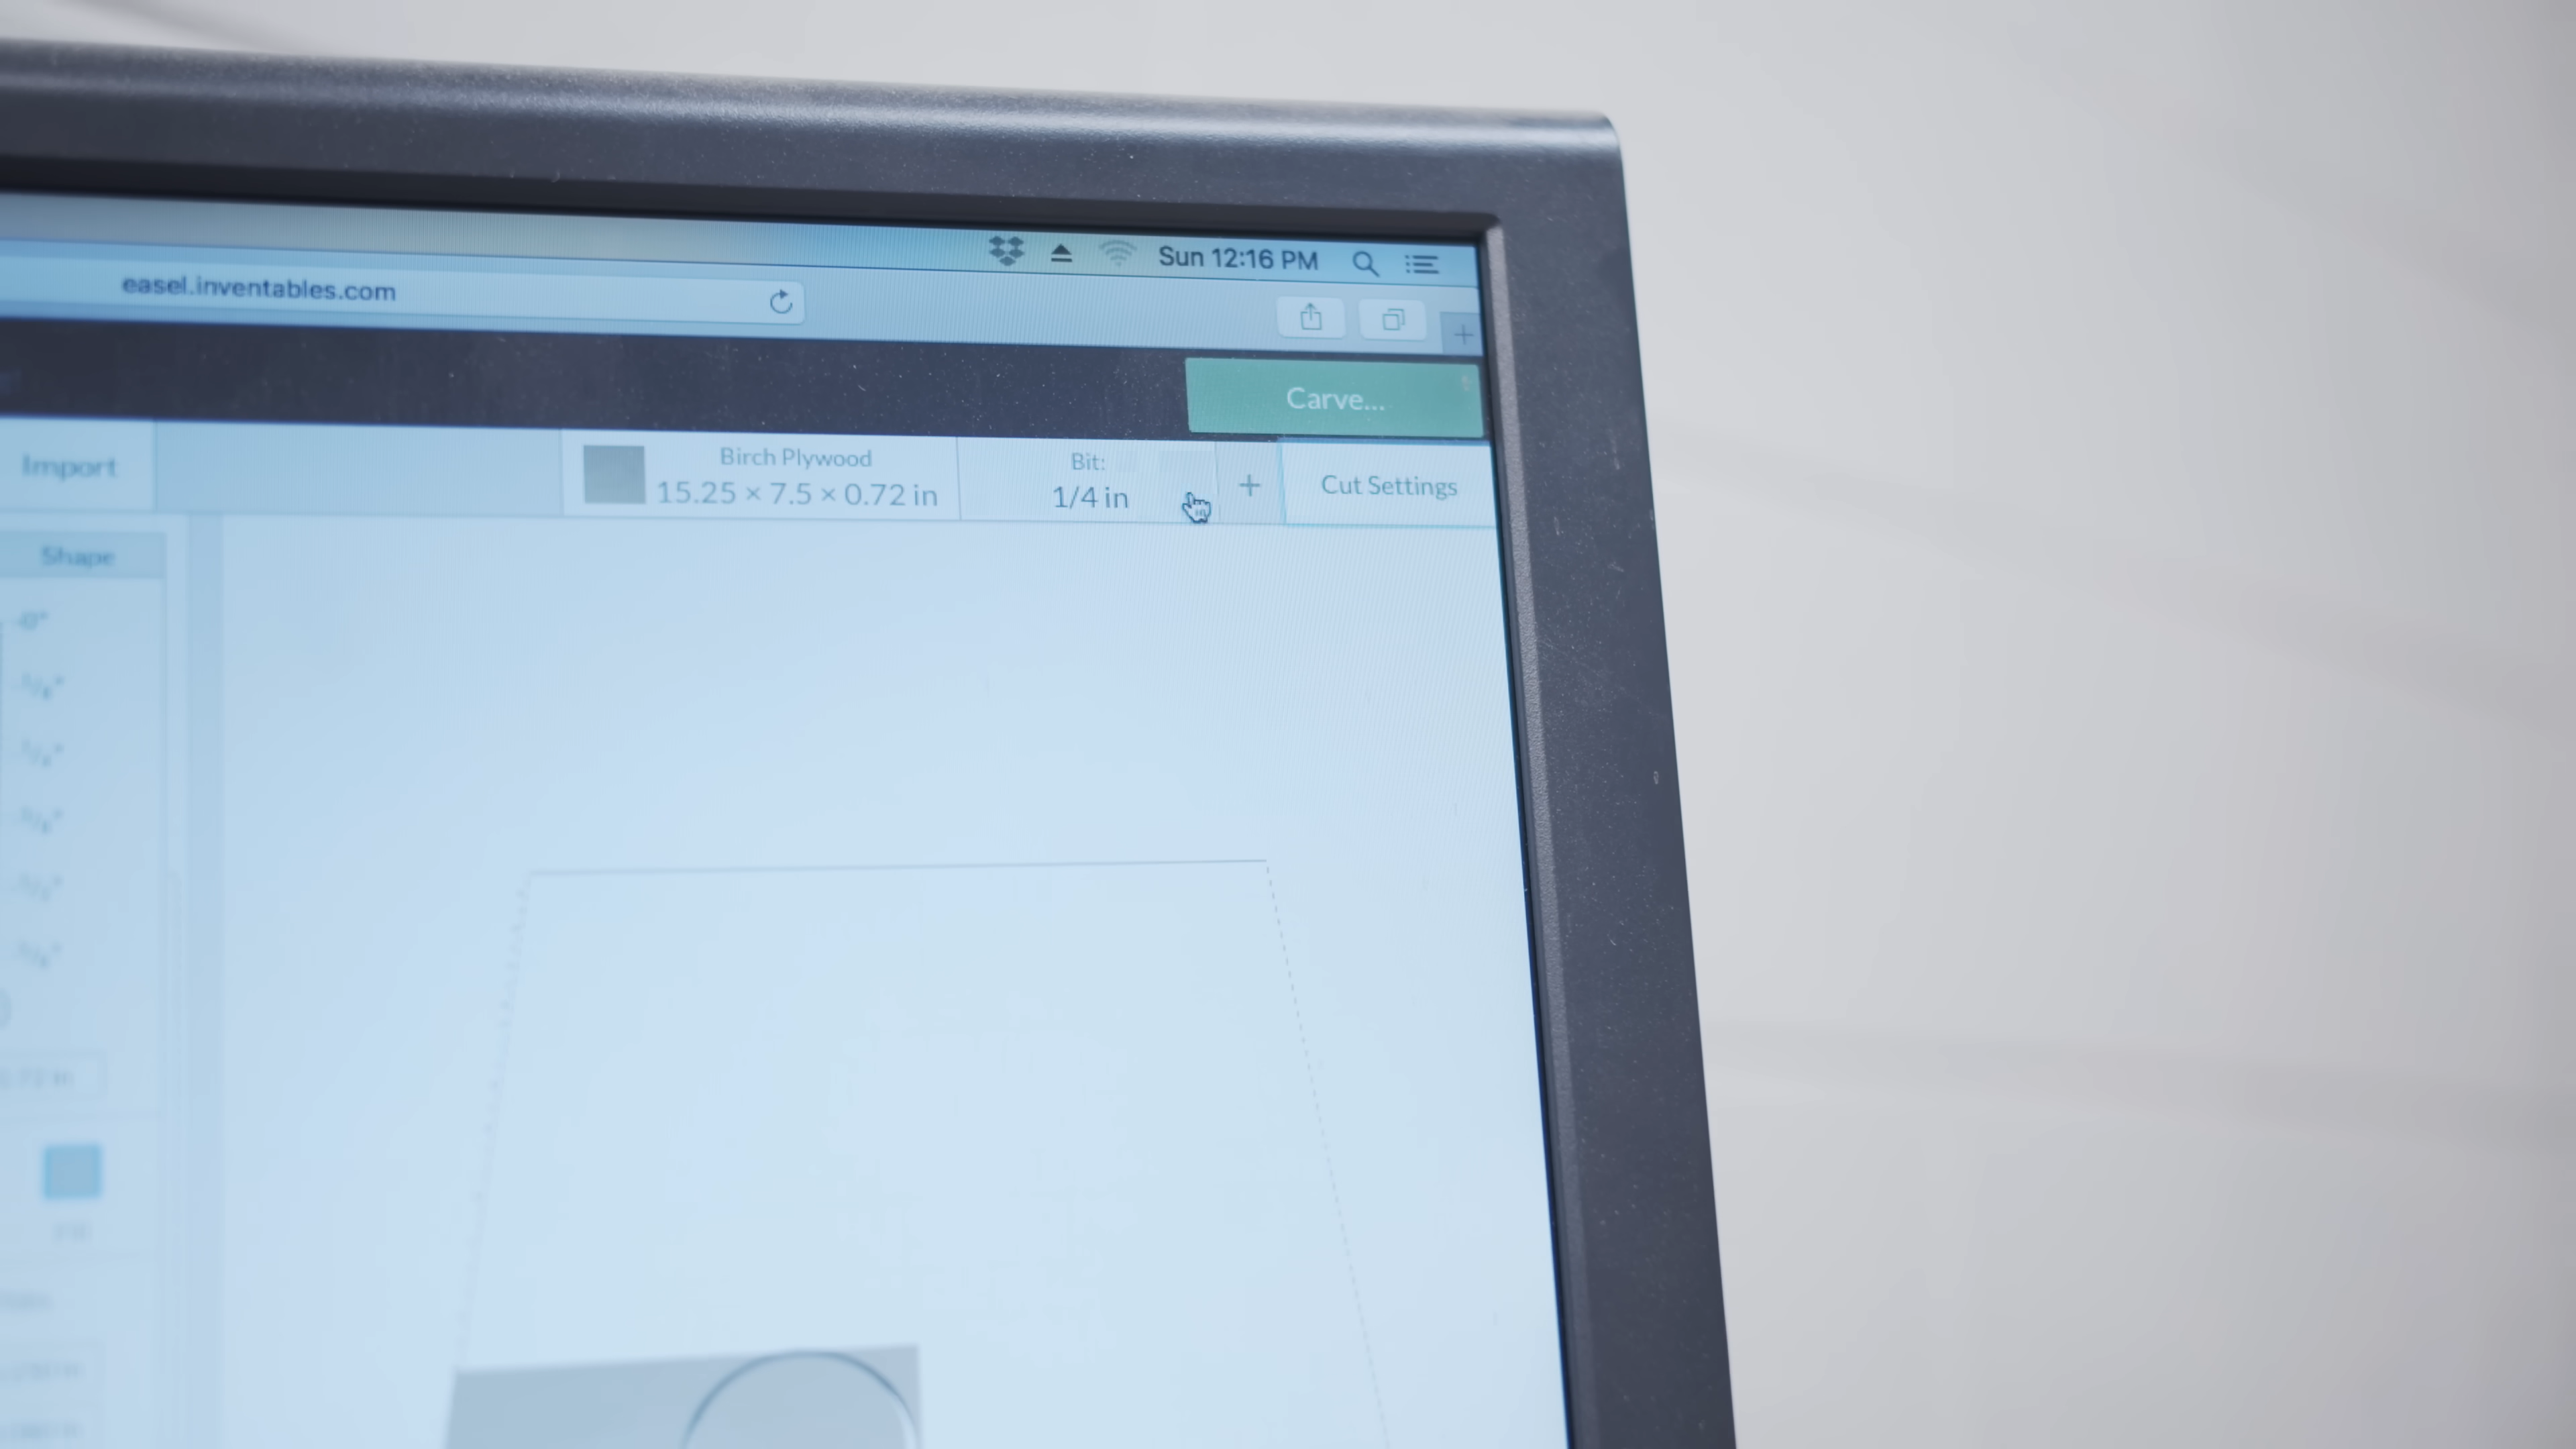 Sun 12:16 PM
easel.inventables.com
Carve...
Import
Birch Plywood
15.25 × 7.5 × 0.72 in
Bit:
1/4 in
+
Cut Settings
Shape